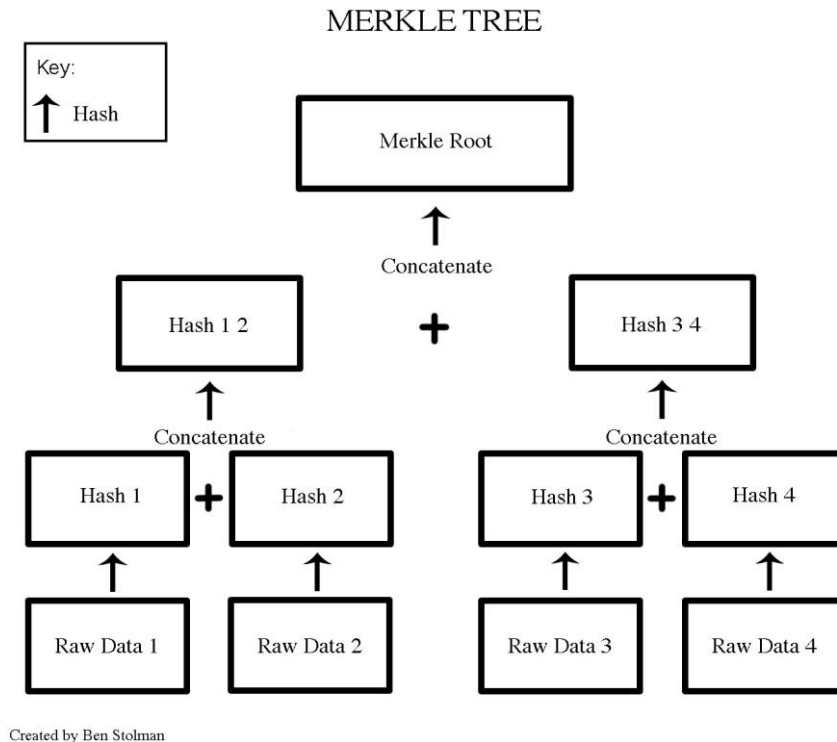 MERKLE TREE
Key:
Hash
Merkle Root
Concatenate
Hash 1 2
+
Hash 3 4
Concatenate
Concatenate
Hash 1
+
Hash 2
Hash 3
+
Hash 4
Raw Data 1
Raw Data 2
Raw Data 3
Raw Data 4
Created by Ben Stolman